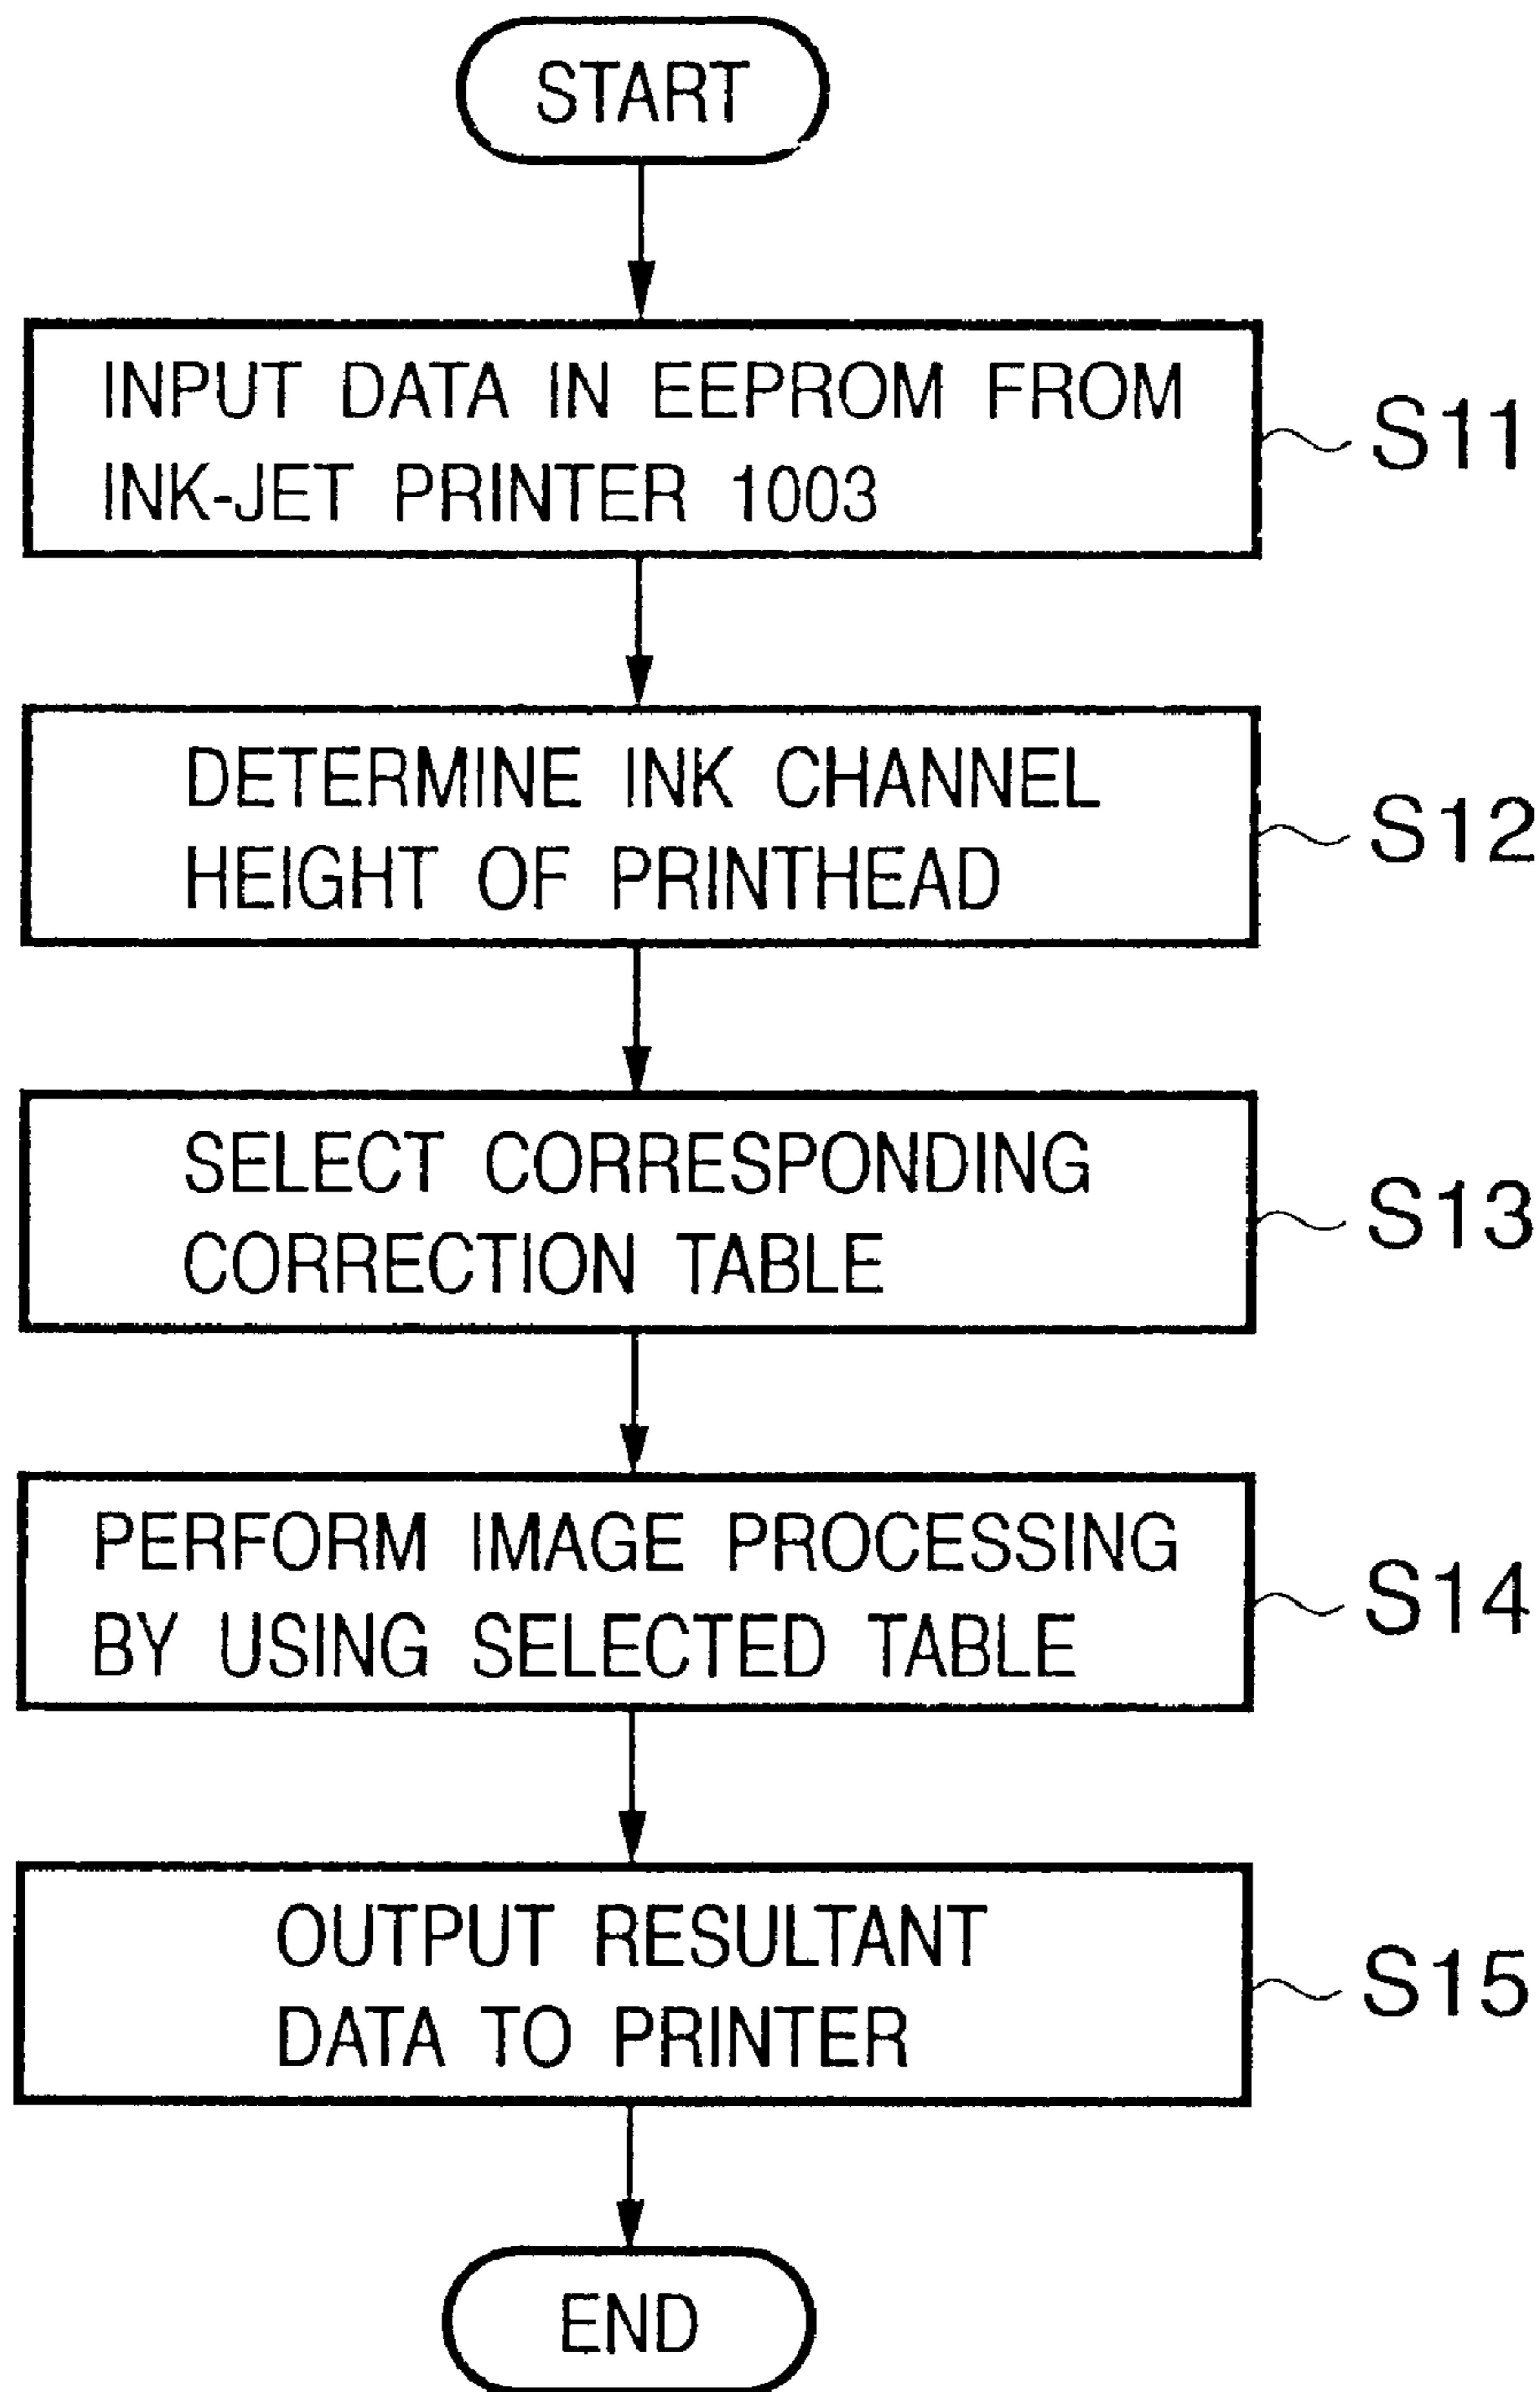 START
INPUT DATA IN EEPROM FROM
INK-JET PRINTER 1003
S11
DETERMINE INK CHANNEL
HEIGHT OF PRINTHEAD
S12
SELECT CORRESPONDING
CORRECTION TABLE
S13
PERFORM IMAGE PROCESSING
BY USING SELECTED TABLE
S14
OUTPUT RESULTANT
DATA TO PRINTER
S15
END